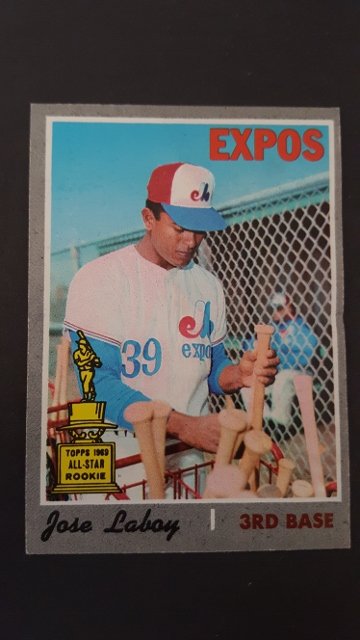 EXPOS
39
expos
TOPPS 1969
ALL-STAR
ROOKIE
Jose Laboy
3RD BASE